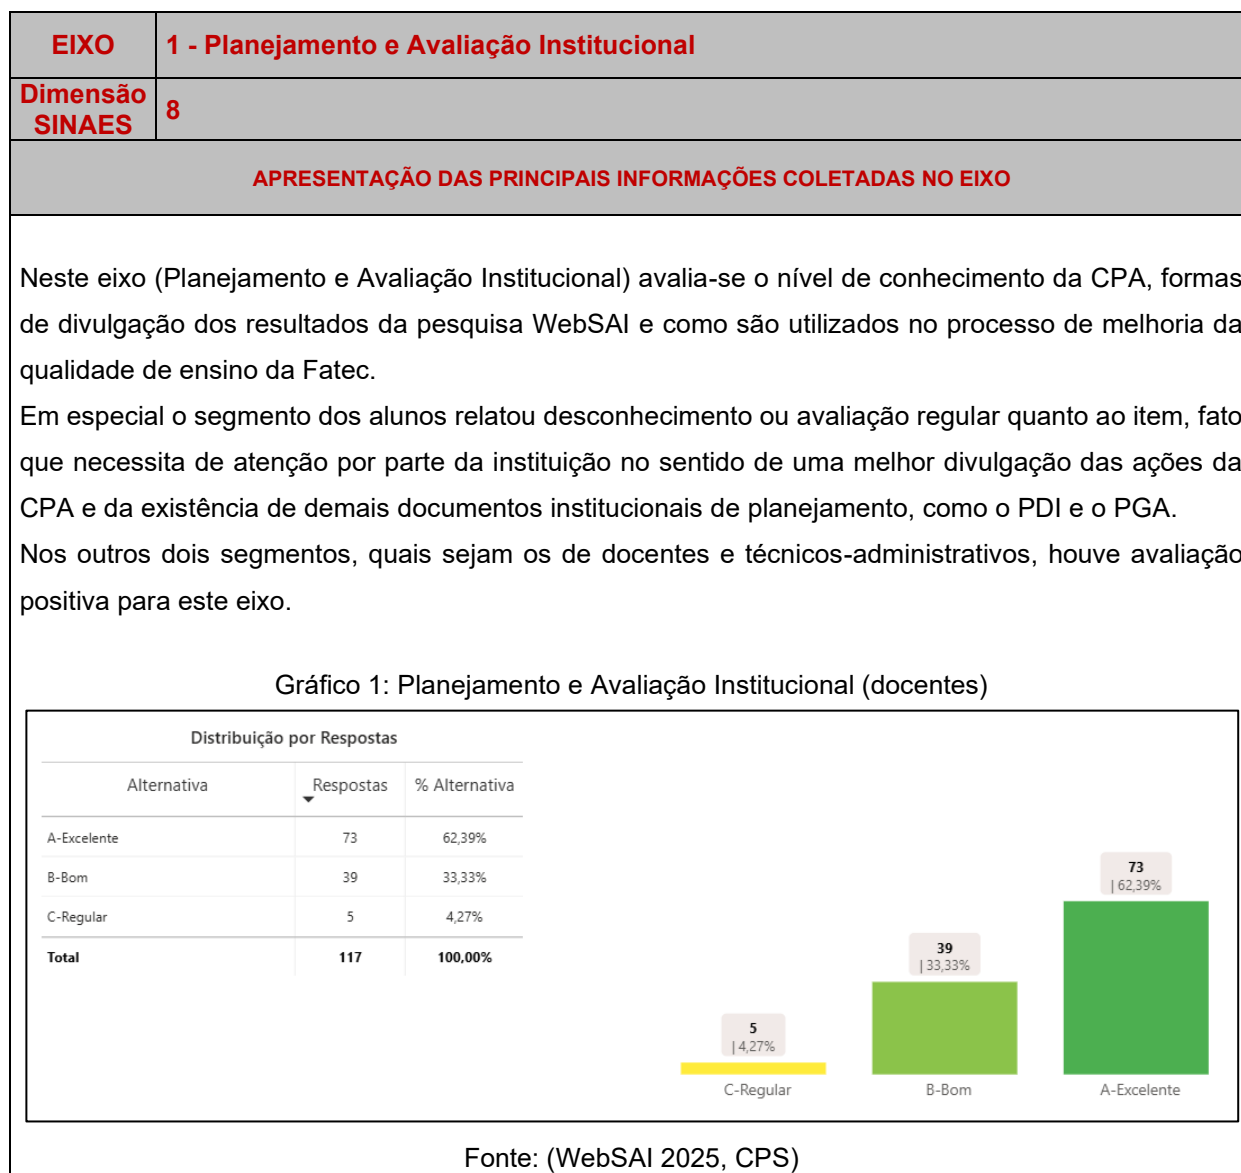 EIXO 1 - Planejamento e Avaliação Institucional
Dimensão SINAES 8
APRESENTAÇÃO DAS PRINCIPAIS INFORMAÇÕES COLETADAS NO EIXO
Neste eixo (Planejamento e Avaliação Institucional) avalia-se o nível de conhecimento da CPA, formas
de divulgação dos resultados da pesquisa WebSAI e como são utilizados no processo de melhoria da
qualidade de ensino da Fatec.
Em especial o segmento dos alunos relatou desconhecimento ou avaliação regular quanto ao item, fato
que necessita de atenção por parte da instituição no sentido de uma melhor divulgação das ações da
CPA e da existência de demais documentos institucionais de planejamento, como o PDI e o PGA.
Nos outros dois segmentos, quais sejam os de docentes e técnicos-administrativos, houve avaliação
positiva para este eixo.
Gráfico 1: Planejamento e Avaliação Institucional (docentes)
Distribuição por Respostas
Alternativa Respostas % Alternativa
A-Excelente 73 62,39%
B-Bom 39 33,33%
C-Regular 5 4,27%
Total 117 100,00%
5
| 4,27%
C-Regular
39
| 33,33%
B-Bom
73
| 62,39%
A-Excelente
Fonte: (WebSAI 2025, CPS)